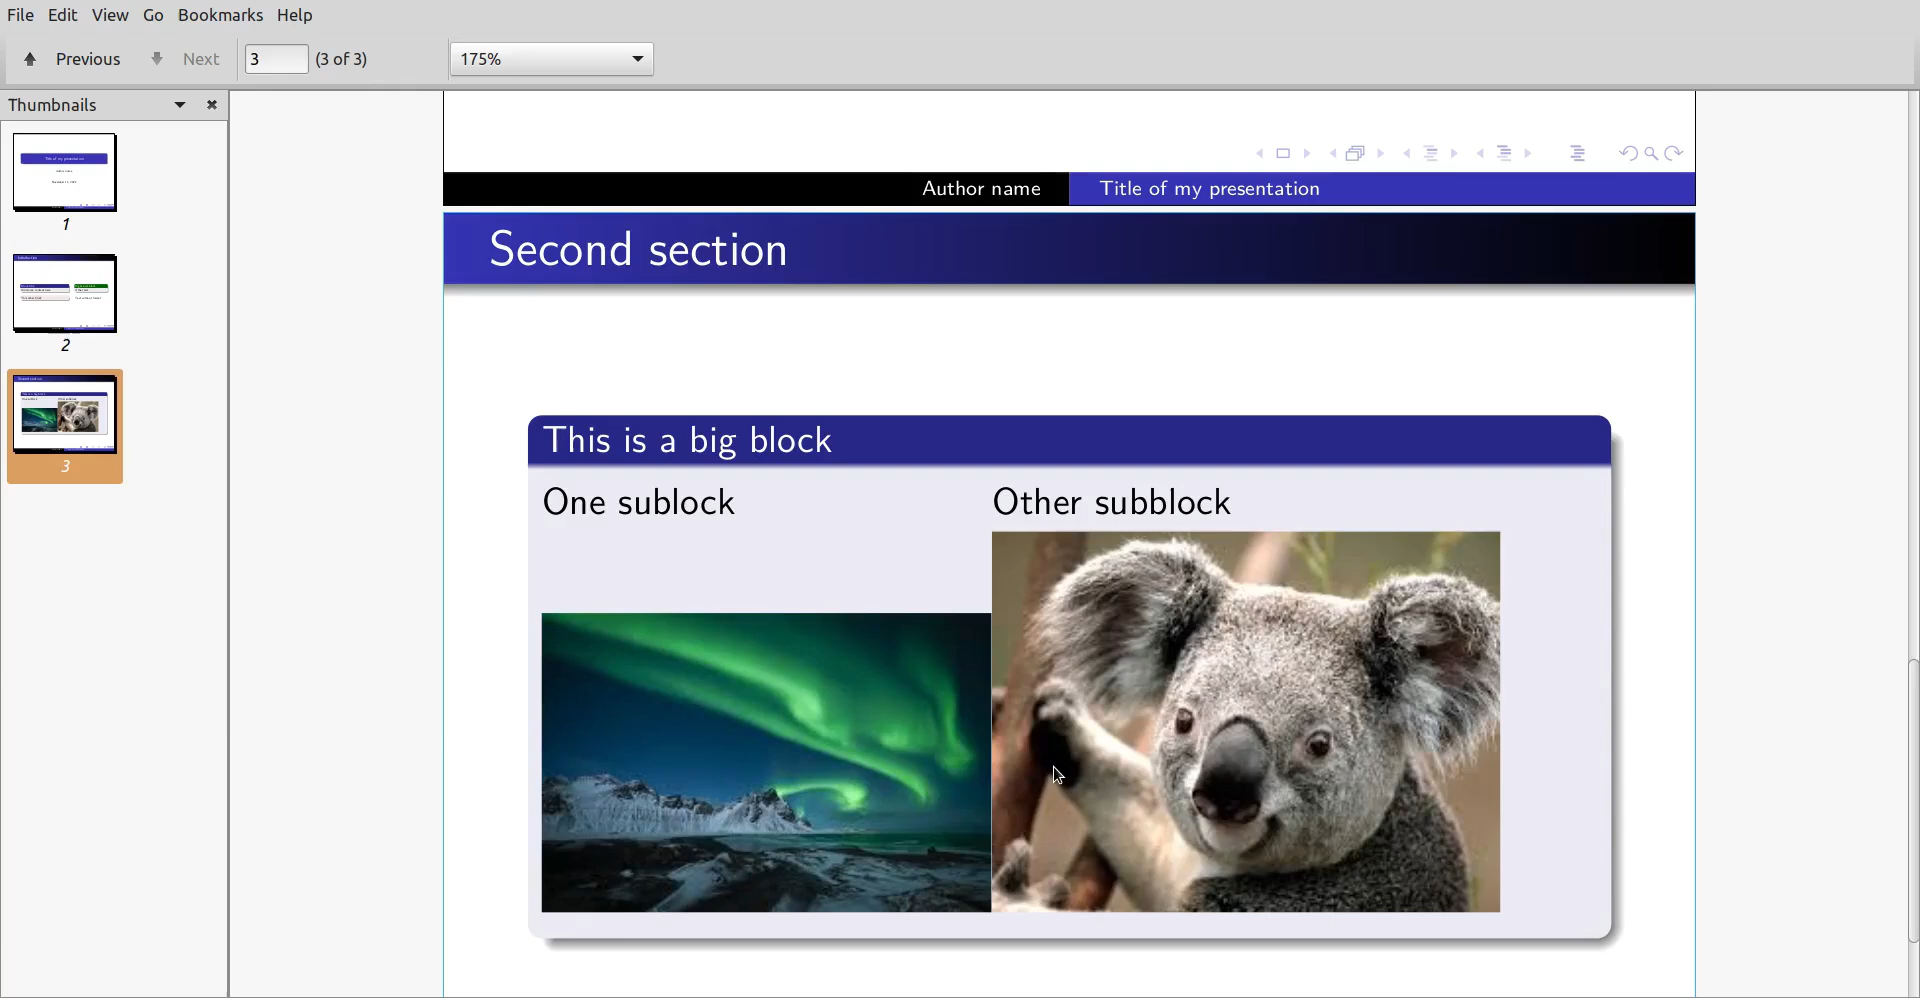 File Edit View Go Bookmarks Help
Previous Next 3 (3 of 3) 175%
Thumbnails
1
2
3
Author name Title of my presentation
Second section
This is a big block
One sublock Other subblock